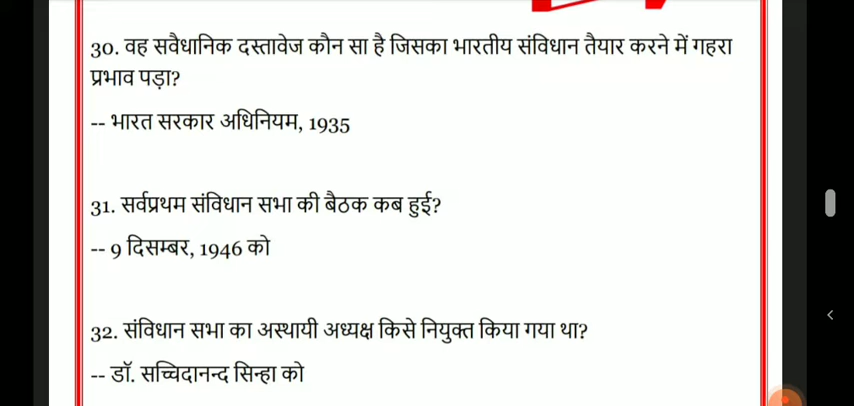 30. वह सवैधानिक दस्तावेज कौन सा है जिसका भारतीय संविधान तैयार करने में गहरा
प्रभाव पड़ा?
-- भारत सरकार अधिनियम, 1935
31. सर्वप्रथम संविधान सभा की बैठक कब हुई?
-- 9 दिसम्बर, 1946 को
32. संविधान सभा का अस्थायी अध्यक्ष किसे नियुक्त किया गया था?
-- डॉ. सच्चिदानन्द सिन्हा को